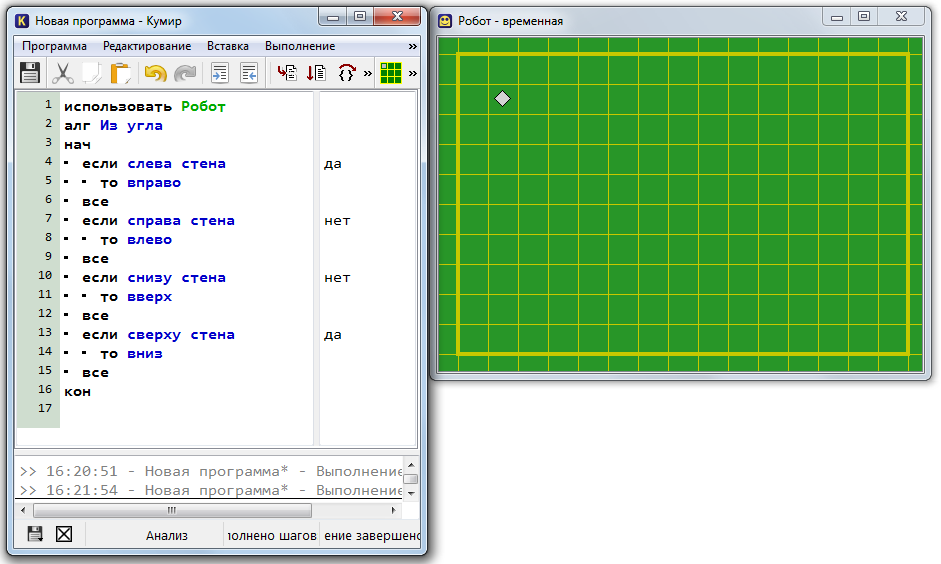 Новая программа - Кумир
Программа Редактирование Вставка Выполнение »
» »
1 использовать Робот
2 алг Из угла
3 нач
4 ▪ если слева стена да
5 ▪ ▪ то вправо
6 ▪ все
7 ▪ если справа стена нет
8 ▪ ▪ то влево
9 ▪ все
10 ▪ если снизу стена нет
11 ▪ ▪ то вверх
12 ▪ все
13 ▪ если сверху стена да
14 ▪ ▪ то вниз
15 ▪ все
16 кон
17
>> 16:20:51 - Новая программа* - Выполнение
>> 16:21:54 - Новая программа* - Выполнение
Анализ олнено шагов ение завершено
Робот - временная